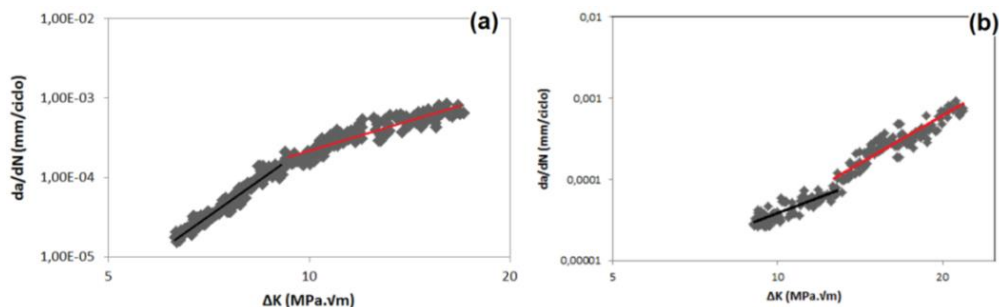 (a)
da/dN (mm/ciclo)
1,00E-02
1,00E-03
1,00E-04
1,00E-05
5 10 20
ΔK (MPa.√m)
(b)
da/dN (mm/ciclo)
0,01
0,001
0,0001
0,00001
5 10 20
ΔK (MPa.√m)